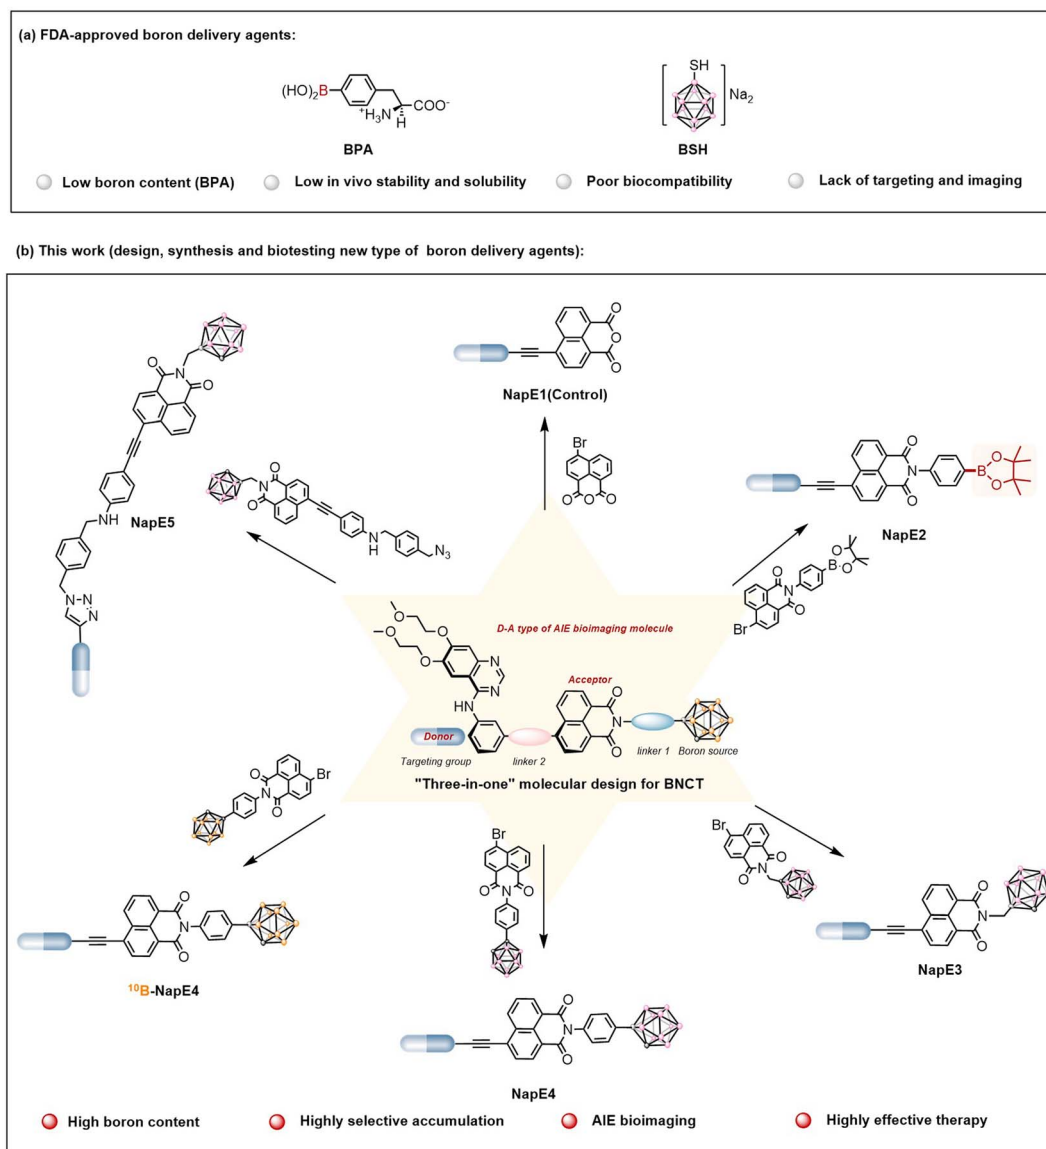 (a) FDA-approved boron delivery agents:
(HO)₂B
⁺H₃N
H
COO⁻
BPA
SH
Na₂
BSH
Low boron content (BPA)
Low in vivo stability and solubility
Poor biocompatibility
Lack of targeting and imaging
(b) This work (design, synthesis and biotesting new type of boron delivery agents):
O
O
O
NapE1(Control)
Br
O
O
O
O
N
O
B
O
O
NapE2
O
N
O
B
O
O
Br
O
N
O
NH
N
N
N
NapE5
O
N
O
N
H
N₃
O
O
O
O
N
N
HN
D-A type of AIE bioimaging molecule
Acceptor
O
N
O
Donor
Targeting group
linker 2
linker 1
Boron source
"Three-in-one" molecular design for BNCT
O
Br
N
O
O
N
O
¹⁰B-NapE4
Br
O
N
O
O
N
O
NapE4
Br
O
N
O
O
N
O
NapE3
High boron content
Highly selective accumulation
AIE bioimaging
Highly effective therapy